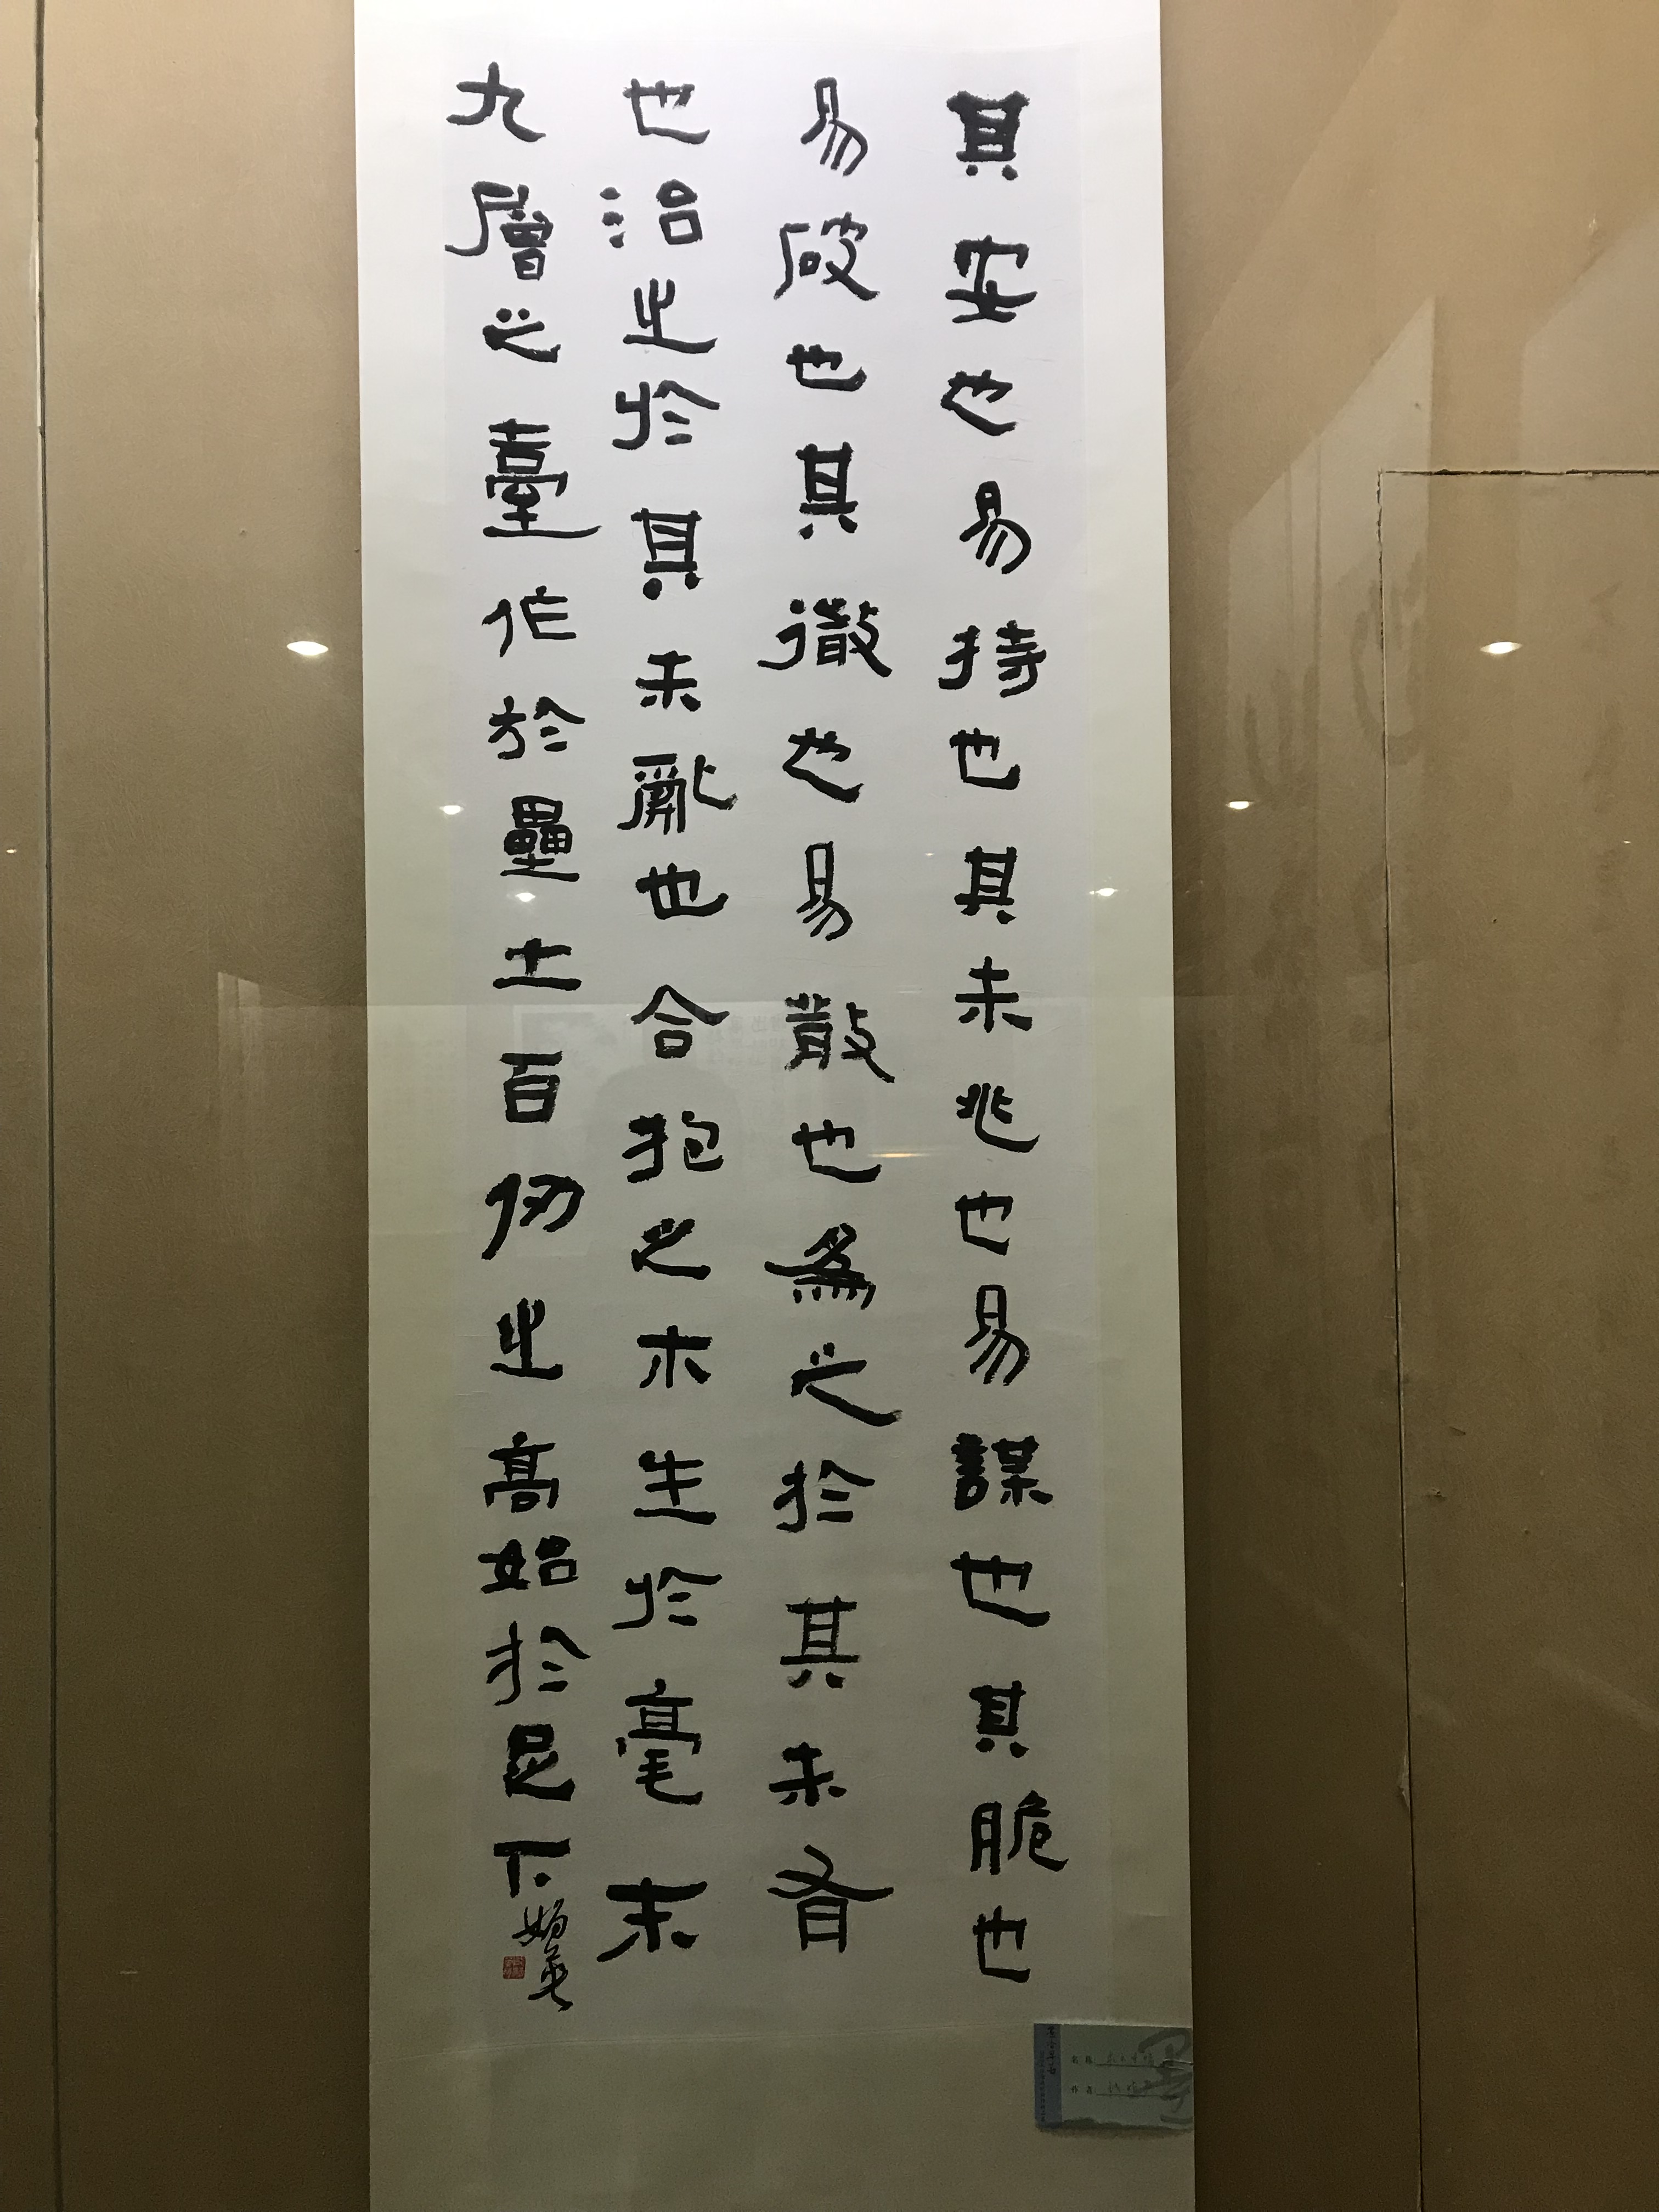 其安也易持也其未兆也易謀也其脆也
易破也其徵也易散也為之於其未有
也治之於其未亂也合抱之木生於毫末
九層之臺作於壘土百仞之高始於足下